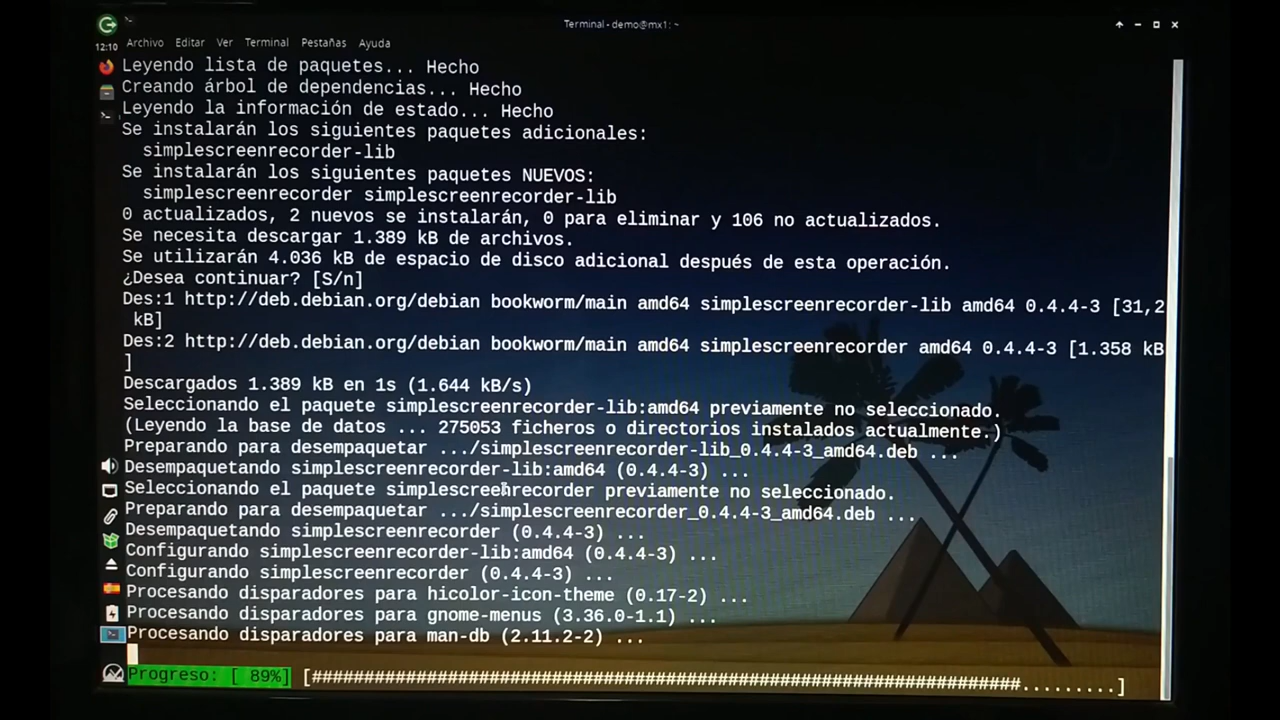 Terminal - demo@mx1: ~
12:10
Archivo Editar Ver Terminal Pestañas Ayuda
Leyendo lista de paquetes... Hecho
Creando árbol de dependencias... Hecho
Leyendo la información de estado... Hecho
Se instalarán los siguientes paquetes adicionales:
simplescreenrecorder-lib
Se instalarán los siguientes paquetes NUEVOS:
simplescreenrecorder simplescreenrecorder-lib
0 actualizados, 2 nuevos se instalarán, 0 para eliminar y 106 no actualizados.
Se necesita descargar 1.389 kB de archivos.
Se utilizarán 4.036 kB de espacio de disco adicional después de esta operación.
¿Desea continuar? [S/n]
Des:1 http://deb.debian.org/debian bookworm/main amd64 simplescreenrecorder-lib amd64 0.4.4-3 [31,2
kB]
Des:2 http://deb.debian.org/debian bookworm/main amd64 simplescreenrecorder amd64 0.4.4-3 [1.358 kB
]
Descargados 1.389 kB en 1s (1.644 kB/s)
Seleccionando el paquete simplescreenrecorder-lib:amd64 previamente no seleccionado.
(Leyendo la base de datos ... 275053 ficheros o directorios instalados actualmente.)
Preparando para desempaquetar .../simplescreenrecorder-lib_0.4.4-3_amd64.deb ...
Desempaquetando simplescreenrecorder-lib:amd64 (0.4.4-3) ...
Seleccionando el paquete simplescreenrecorder previamente no seleccionado.
Preparando para desempaquetar .../simplescreenrecorder_0.4.4-3_amd64.deb ...
Desempaquetando simplescreenrecorder (0.4.4-3) ...
Configurando simplescreenrecorder-lib:amd64 (0.4.4-3) ...
Configurando simplescreenrecorder (0.4.4-3) ...
Procesando disparadores para hicolor-icon-theme (0.17-2) ...
Procesando disparadores para gnome-menus (3.36.0-1.1) ...
Procesando disparadores para man-db (2.11.2-2) ...
Progreso: [ 89%] [####################################################################.........]